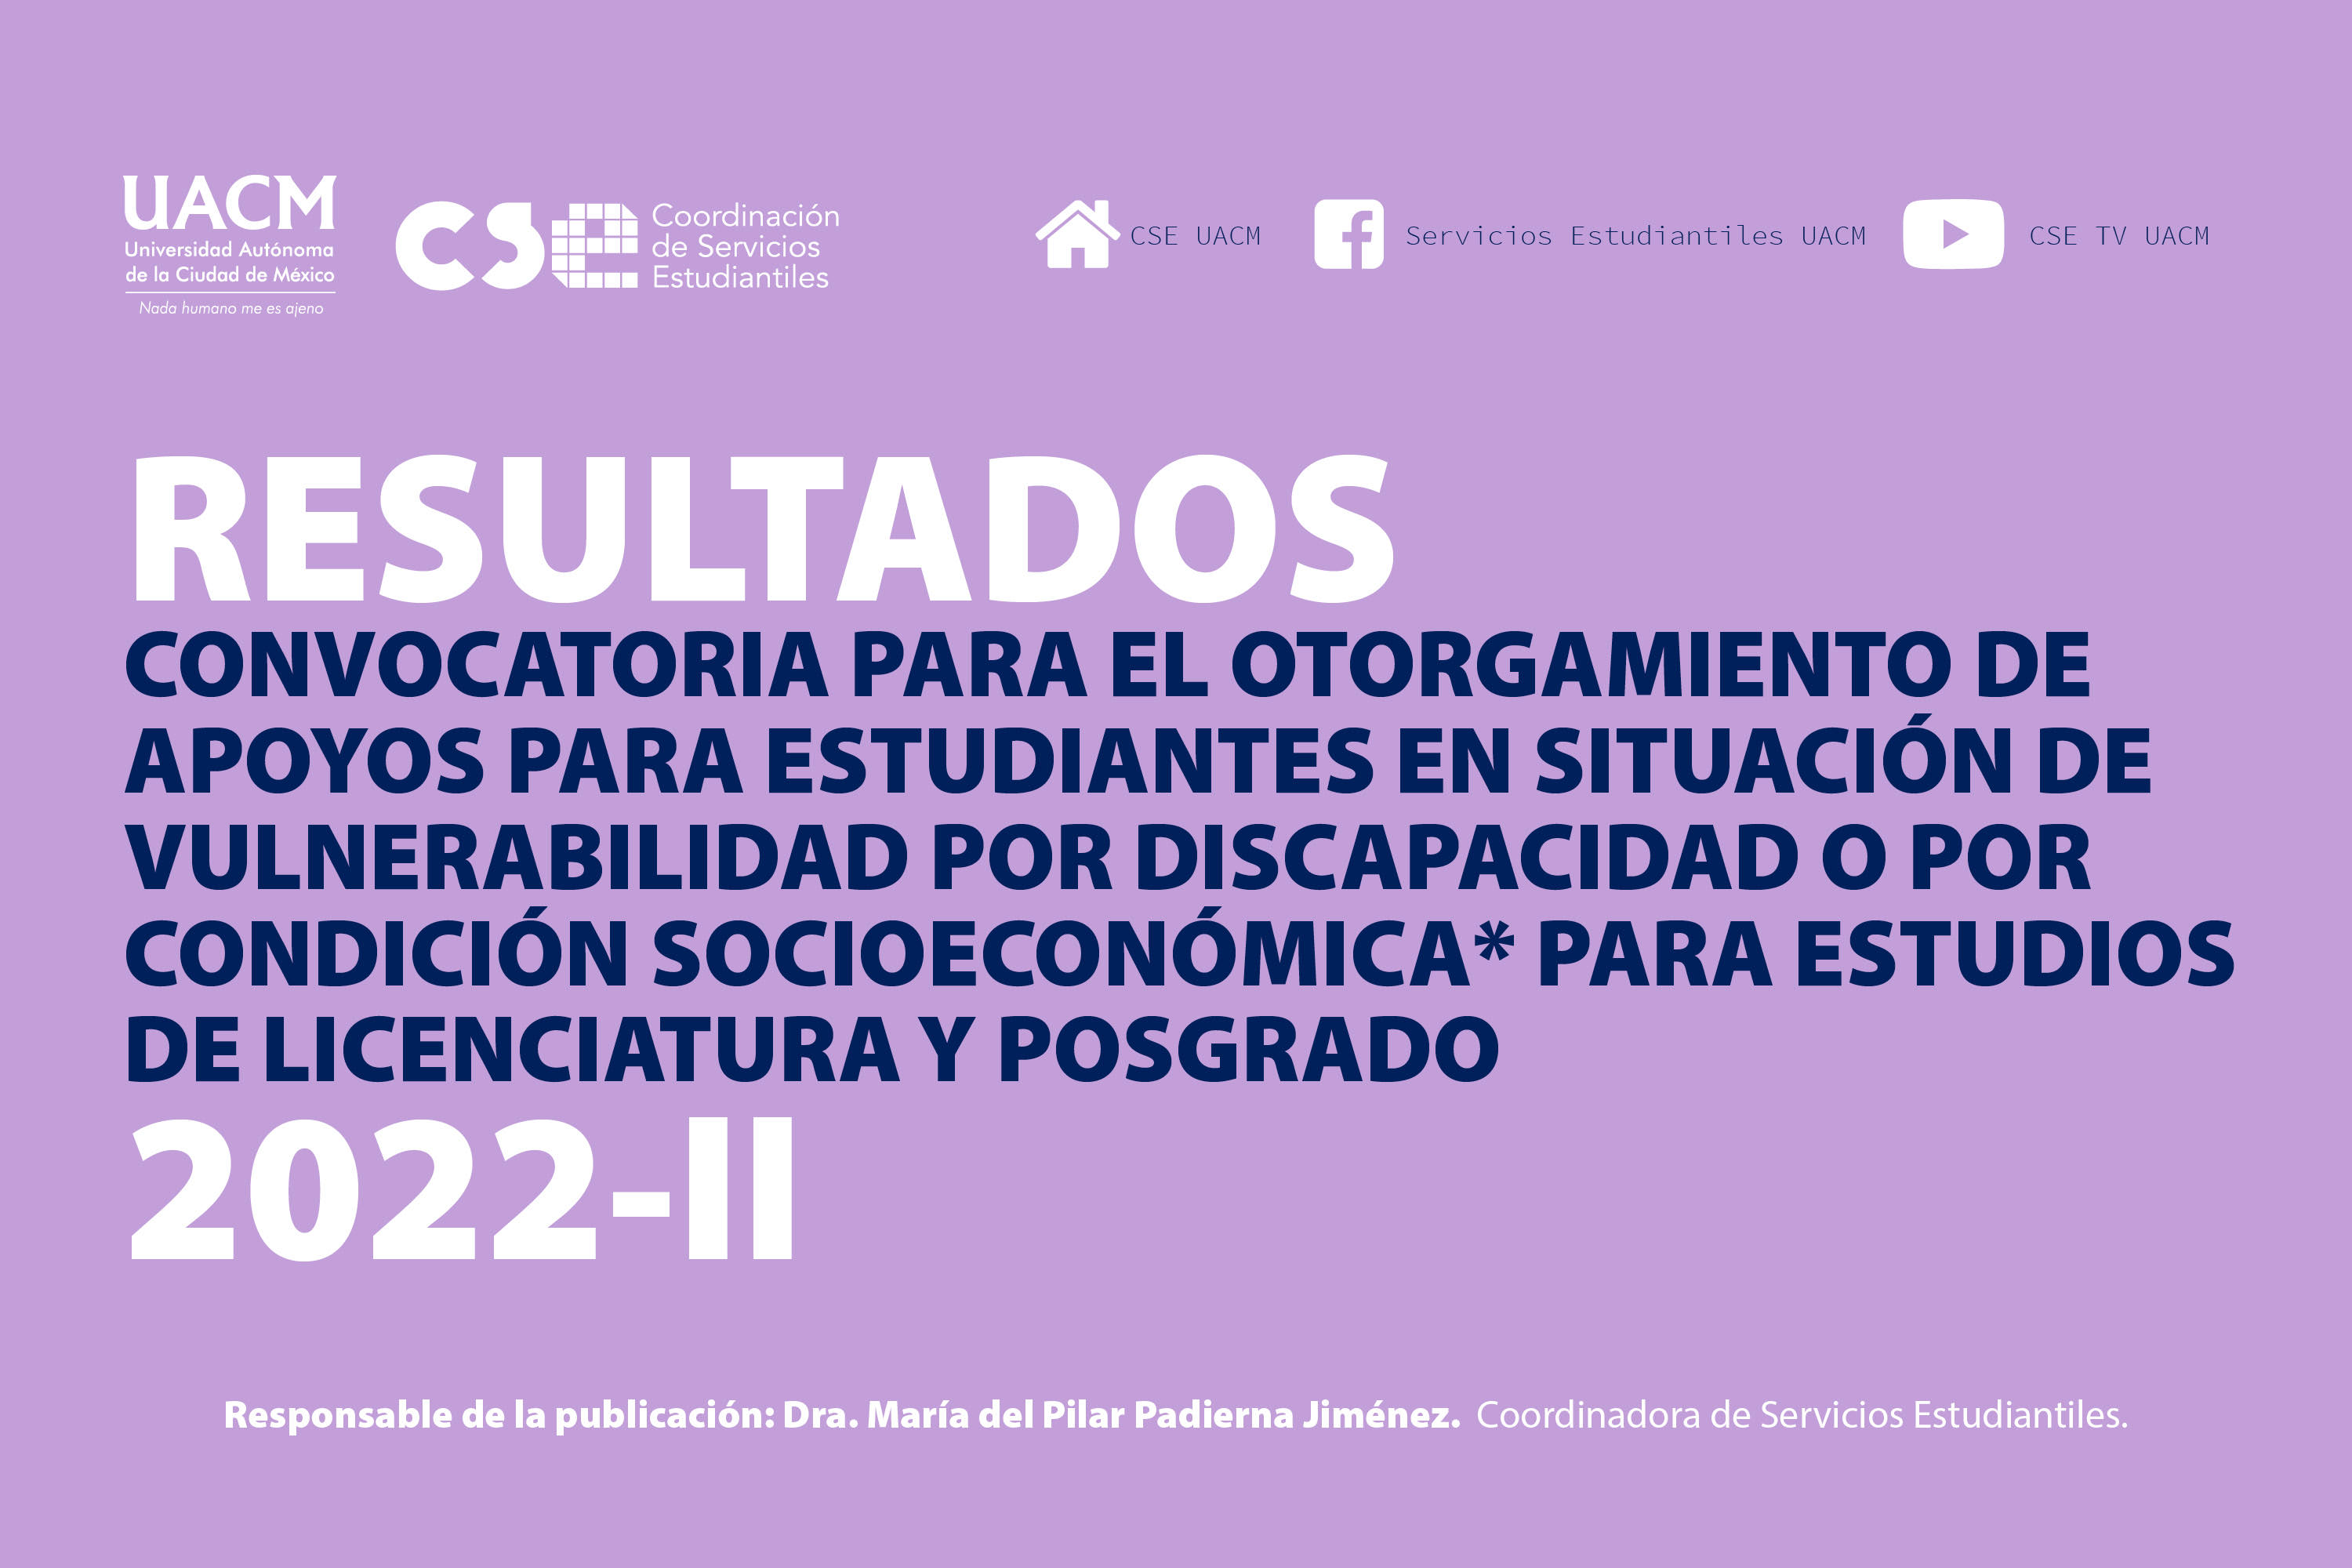 UACM
Universidad Autónoma
de la Ciudad de México
Nada humano me es ajeno
cse
Coordinación
de Servicios
Estudiantiles
CSE UACM
Servicios Estudiantiles UACM
CSE TV UACM
RESULTADOS
CONVOCATORIA PARA EL OTORGAMIENTO DE
APOYOS PARA ESTUDIANTES EN SITUACIÓN DE
VULNERABILIDAD POR DISCAPACIDAD O POR
CONDICIÓN SOCIOECONÓMICA* PARA ESTUDIOS
DE LICENCIATURA Y POSGRADO
2022-II
Responsable de la publicación: Dra. María del Pilar Padierna Jiménez. Coordinadora de Servicios Estudiantiles.